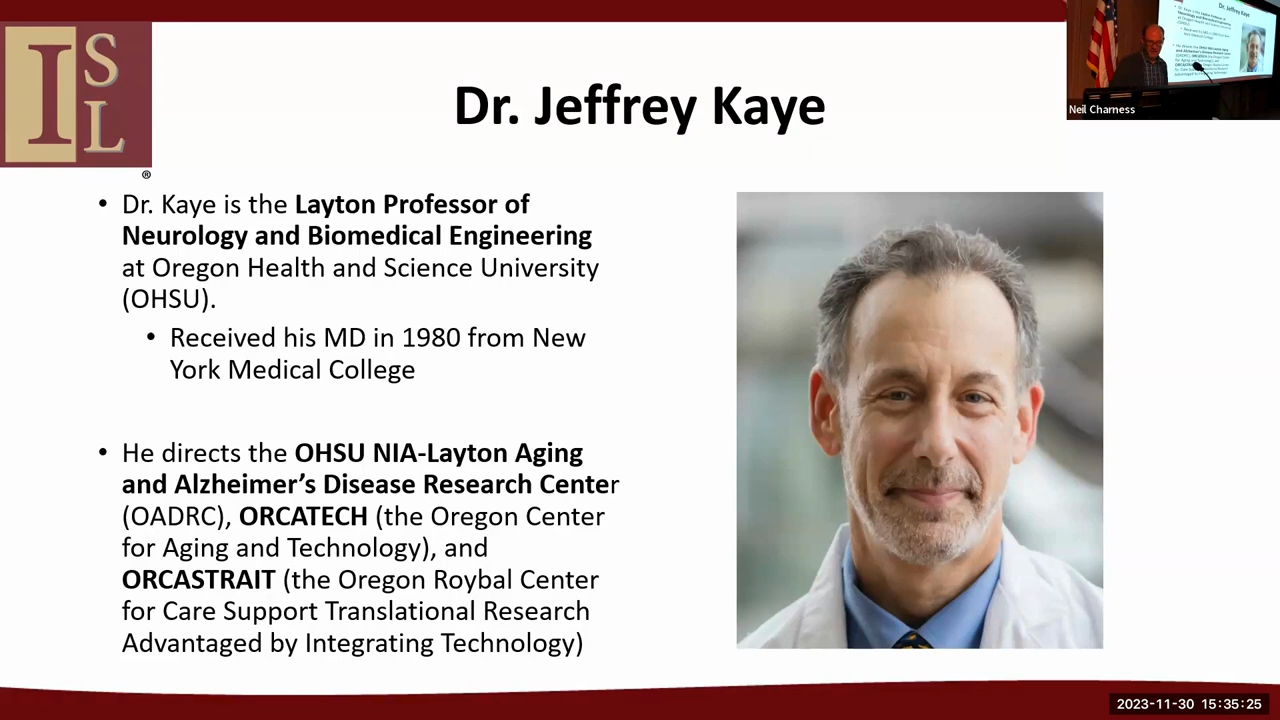 ISL
®
Dr. Jeffrey Kaye
Neil Charness
• Dr. Kaye is the Layton Professor of
Neurology and Biomedical Engineering
at Oregon Health and Science University
(OHSU).
• Received his MD in 1980 from New
York Medical College
• He directs the OHSU NIA-Layton Aging
and Alzheimer’s Disease Research Center
(OADRC), ORCATECH (the Oregon Center
for Aging and Technology), and
ORCASTRAIT (the Oregon Roybal Center
for Care Support Translational Research
Advantaged by Integrating Technology)
2023-11-30 15:35:25